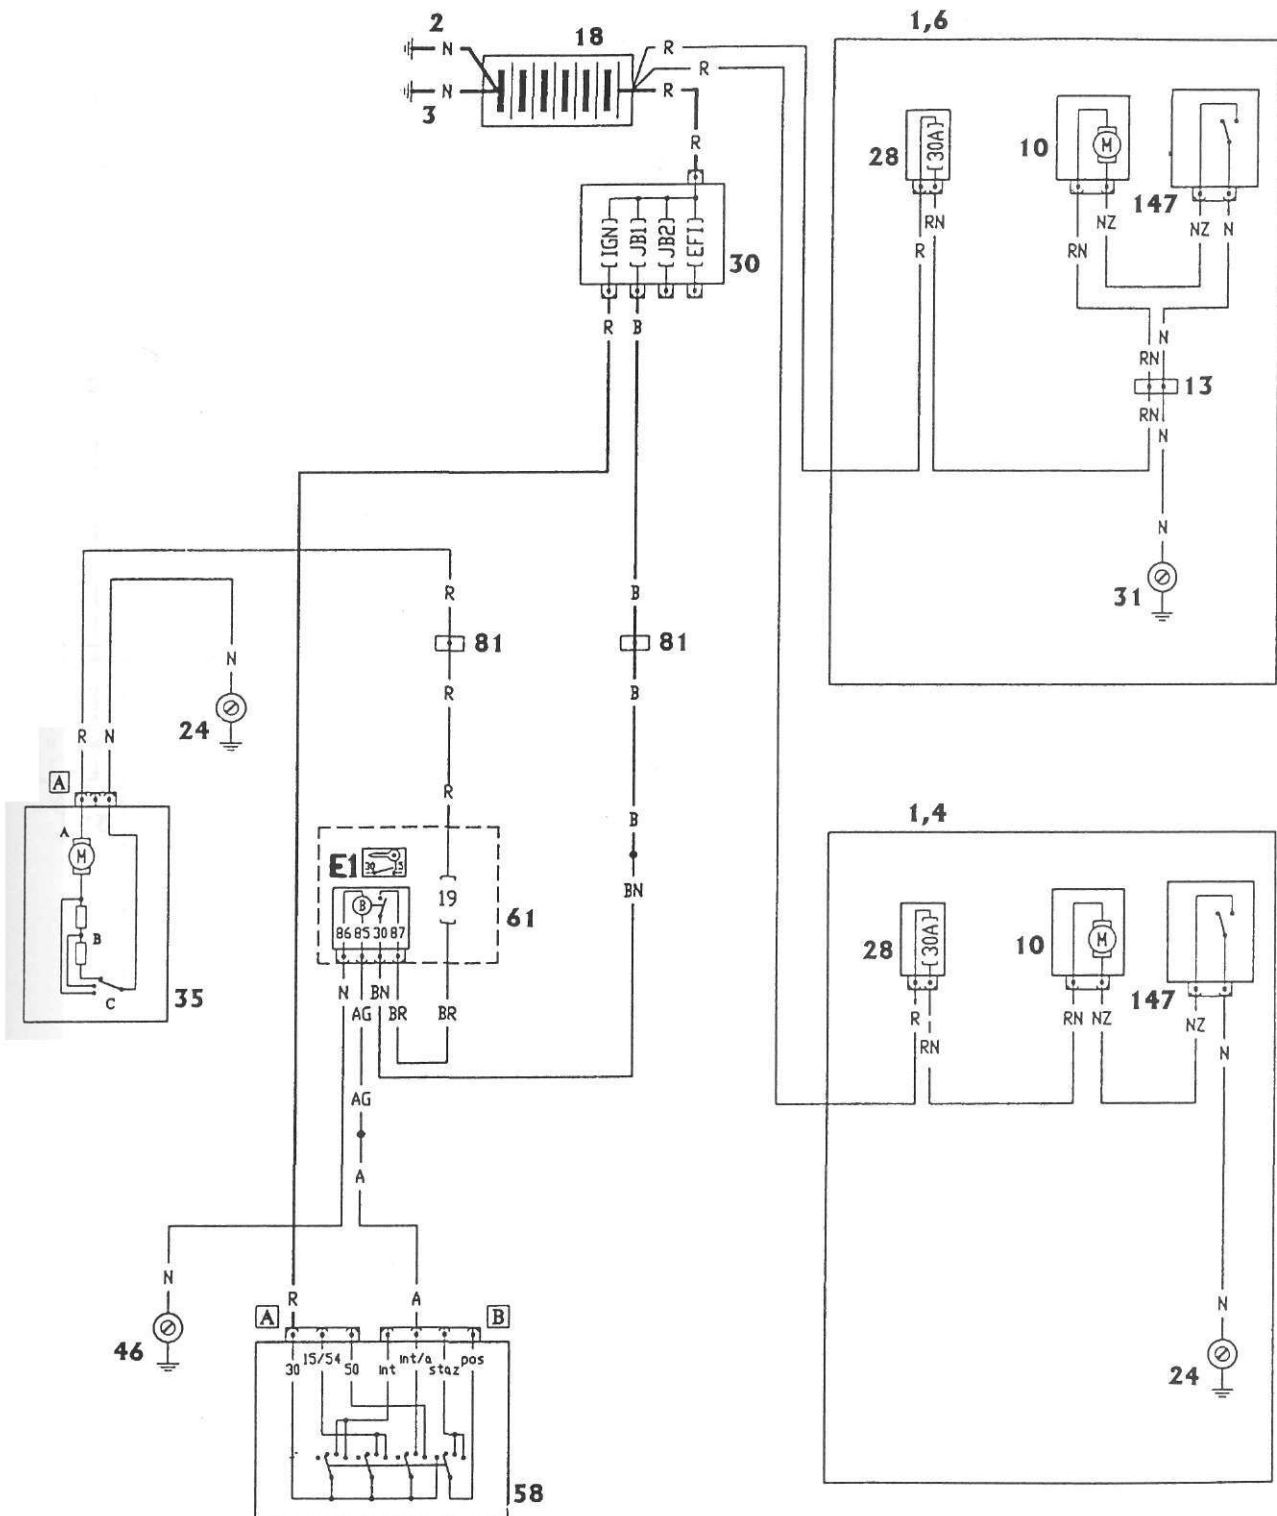 2
N
18
R
R
R
N
3
R
1,6
28
30A
10
M
147
R
RN
RN
NZ
NZ
N
IGN
JB1
JB2
EFI
30
R
B
N
RN
13
RN
N
N
31
R
B
81
81
N
R
B
24
R
N
A
R
B
A
M
B
C
35
E1
30
15
B
86 85 30 87
19
61
BN
N
BN
AG
BR
BR
AG
A
N
46
A
R
A
B
30
15/54
50
int
int/a
staz
pos
58
1,4
28
30A
10
M
147
R
RN
RN
NZ
NZ
N
N
24